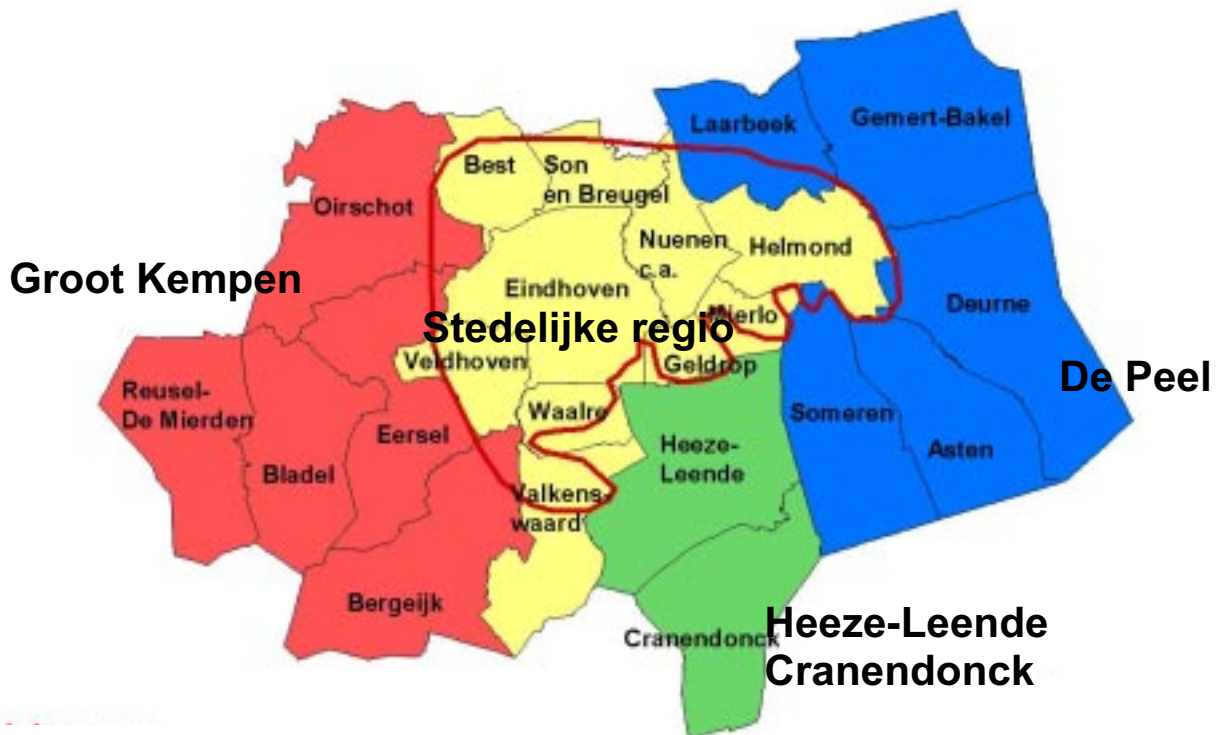 Laarbeek
Gemert-Bakel
Best
Son
en Breugel
Oirschot
Nuenen
c.a.
Helmond
Groot Kempen
Eindhoven
Deurne
Mierlo
Stedelijke regio
Veldhoven
Geldrop
De Peel
Reusel-
De Mierden
Waalre
Someren
Eersel
Heeze-
Leende
Asten
Bladel
Valkens-
waard
Bergeijk
Cranendonck
Heeze-Leende
Cranendonck